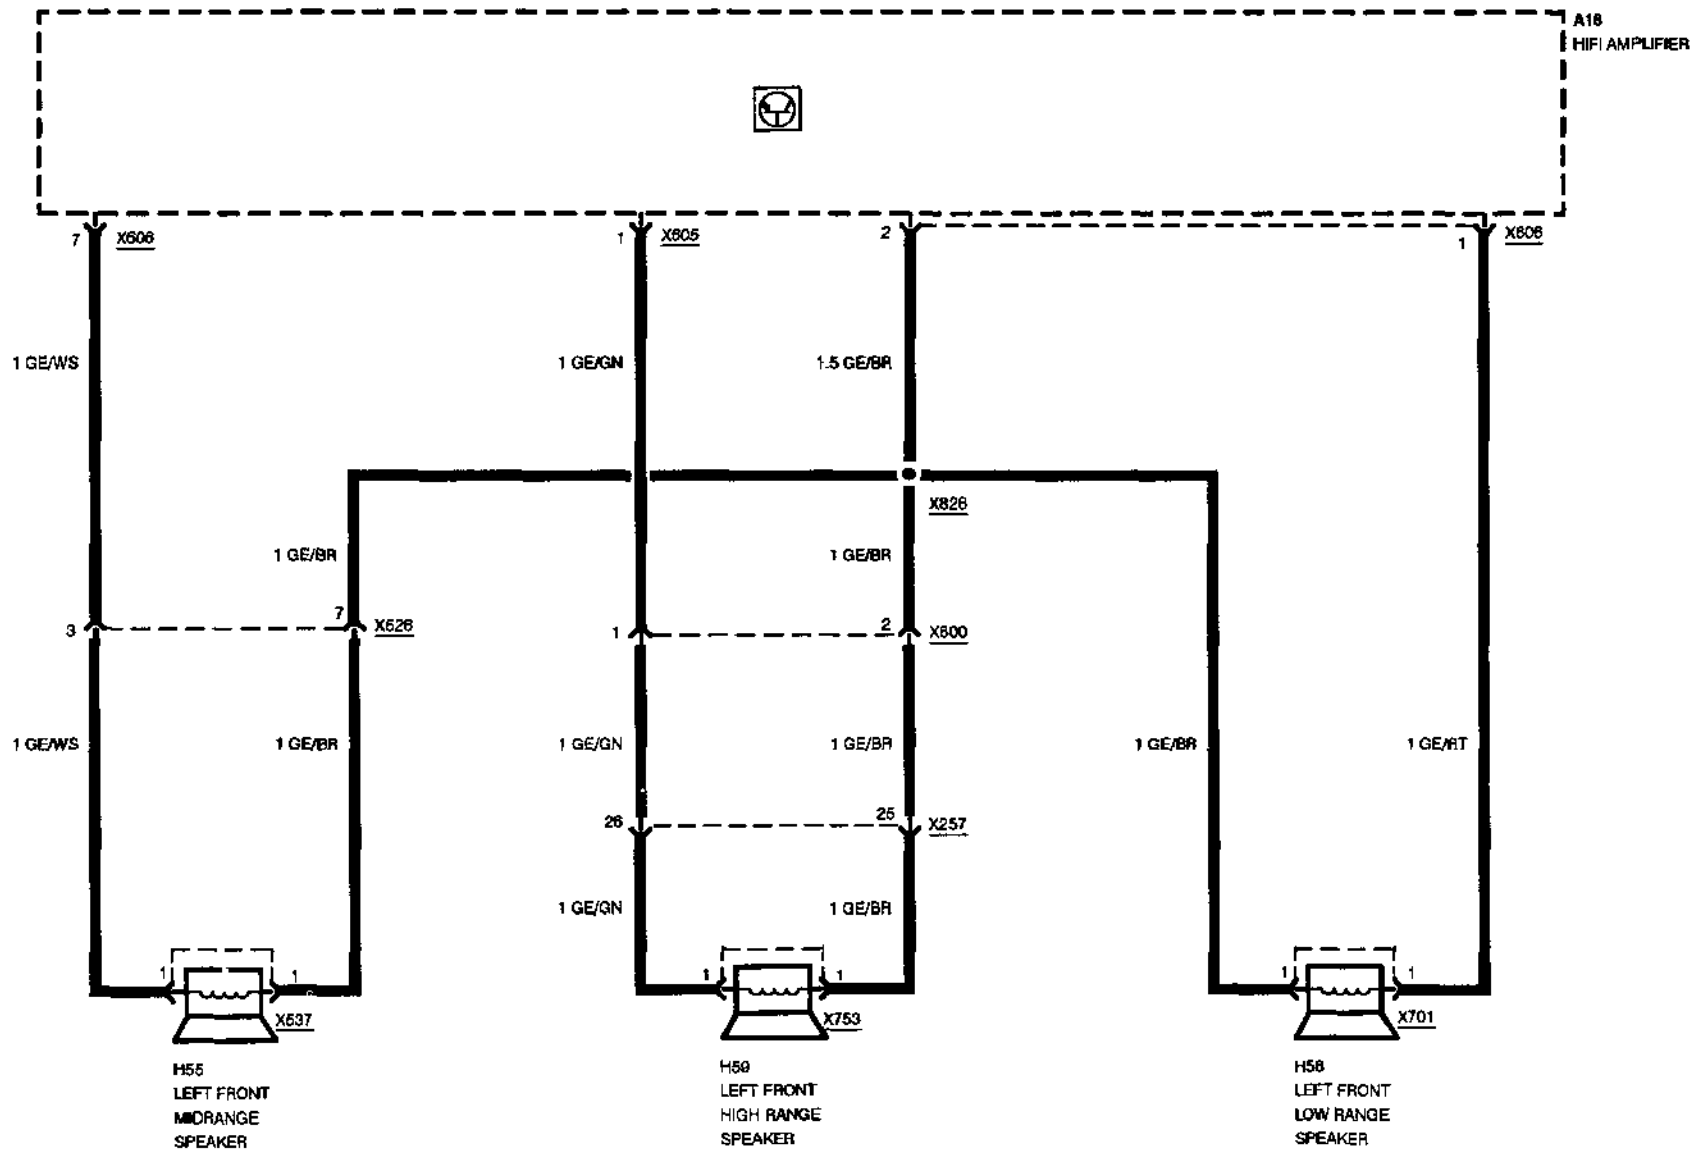 A18
HIFI AMPLIFIER
7 X606
1 X605
2
1 X606
1 GE/WS
1 GE/GN
1.5 GE/BR
X826
1 GE/BR
1 GE/BR
3
7 X626
1
2 X600
1 GE/WS
1 GE/BR
1 GE/GN
1 GE/BR
1 GE/BR
1 GE/RT
26
25 X257
1 GE/GN
1 GE/BR
1 1
1 1
1 1
X637
X753
X701
H55
LEFT FRONT
MIDRANGE
SPEAKER
H59
LEFT FRONT
HIGH RANGE
SPEAKER
H58
LEFT FRONT
LOW RANGE
SPEAKER